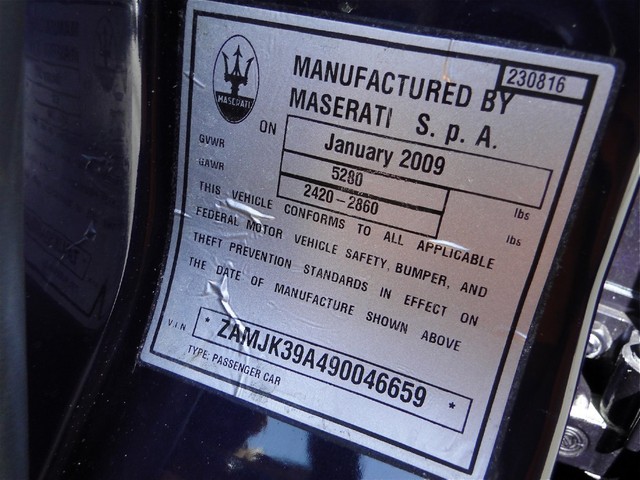 230816
MASERATI
MANUFACTURED BY
MASERATI S. p. A.
ON January 2009
GVWR 5280 lbs
GAWR 2420-2860 lbs
THIS VEHICLE CONFORMS TO ALL APPLICABLE
FEDERAL MOTOR VEHICLE SAFETY, BUMPER, AND
THEFT PREVENTION STANDARDS IN EFFECT ON
THE DATE OF MANUFACTURE SHOWN ABOVE
VIN * ZAMJK39A490046659 *
TYPE: PASSENGER CAR